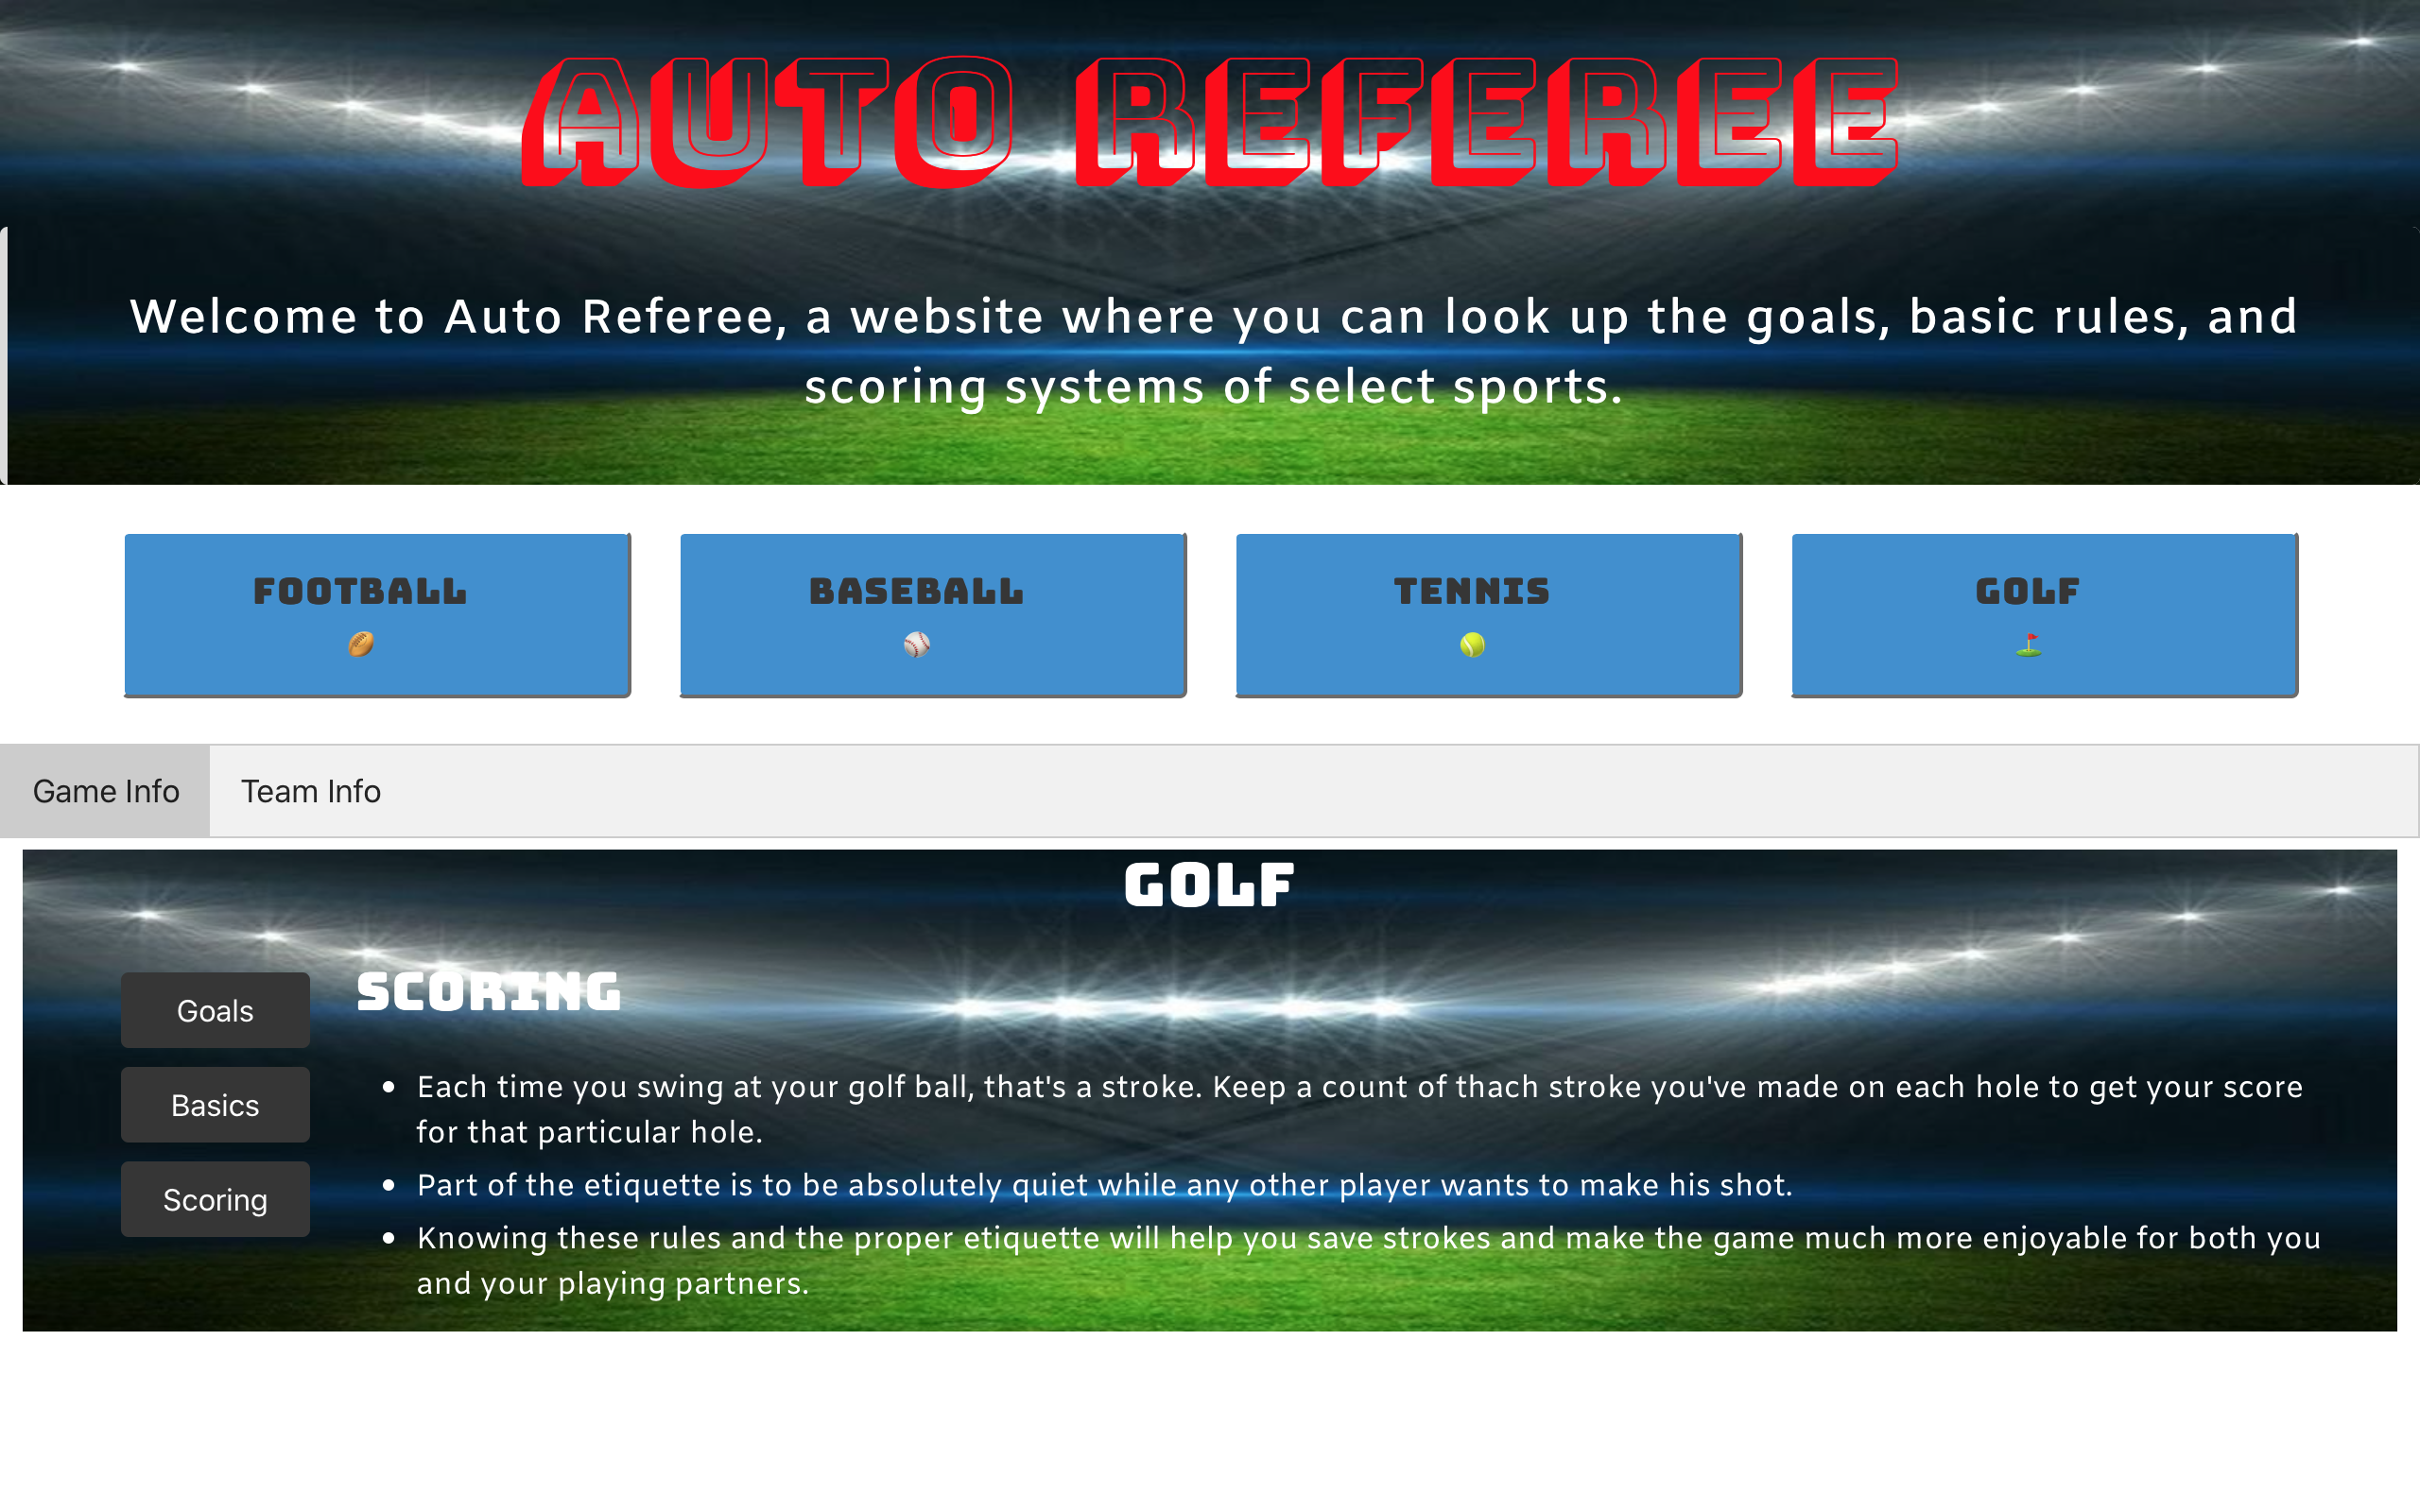 AUTO REFEREE
Welcome to Auto Referee, a website where you can look up the goals, basic rules, and
scoring systems of select sports.
FOOTBALL
BASEBALL
TENNIS
GOLF
Game Info
Team Info
GOLF
Goals
Basics
Scoring
SCORING
• Each time you swing at your golf ball, that's a stroke. Keep a count of thach stroke you've made on each hole to get your score
for that particular hole.
• Part of the etiquette is to be absolutely quiet while any other player wants to make his shot.
• Knowing these rules and the proper etiquette will help you save strokes and make the game much more enjoyable for both you
and your playing partners.